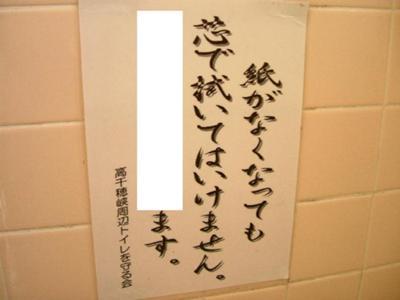 紙がなくなっても
芯で拭いてはいけません。
ます。
高千穂峡周辺トイレを守る会